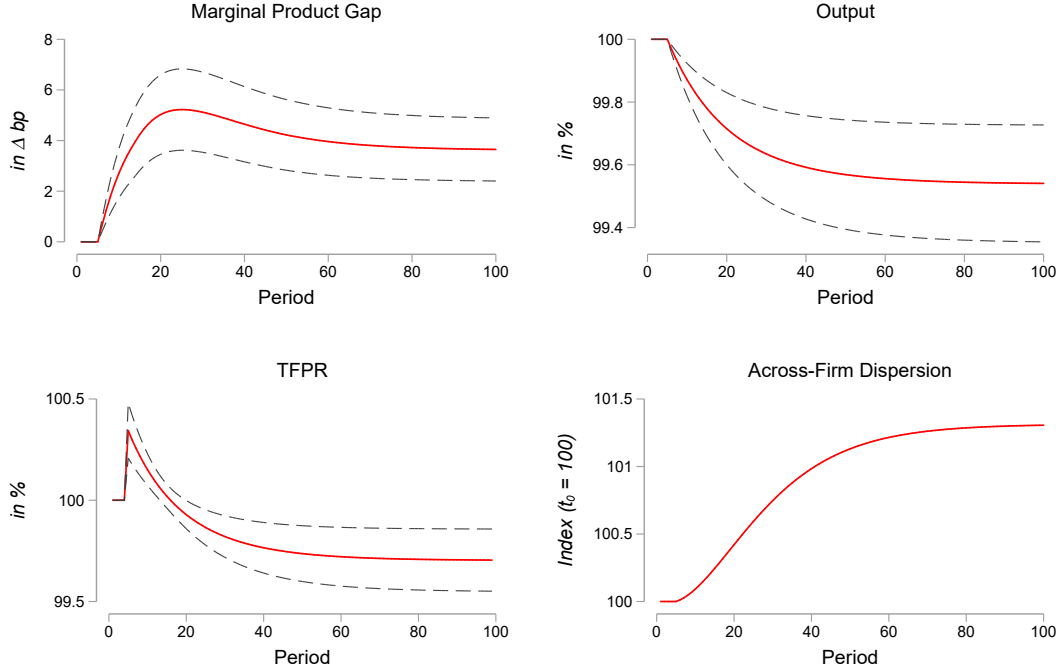 Marginal Product Gap
8
6
4
2
0
in Δ bp
0 20 40 60 80 100
Period
Output
100
99.8
99.6
99.4
in %
0 20 40 60 80 100
Period
TFPR
100.5
100
99.5
in %
0 20 40 60 80 100
Period
Across-Firm Dispersion
101.5
101
100.5
100
Index (t₀ = 100)
0 20 40 60 80 100
Period